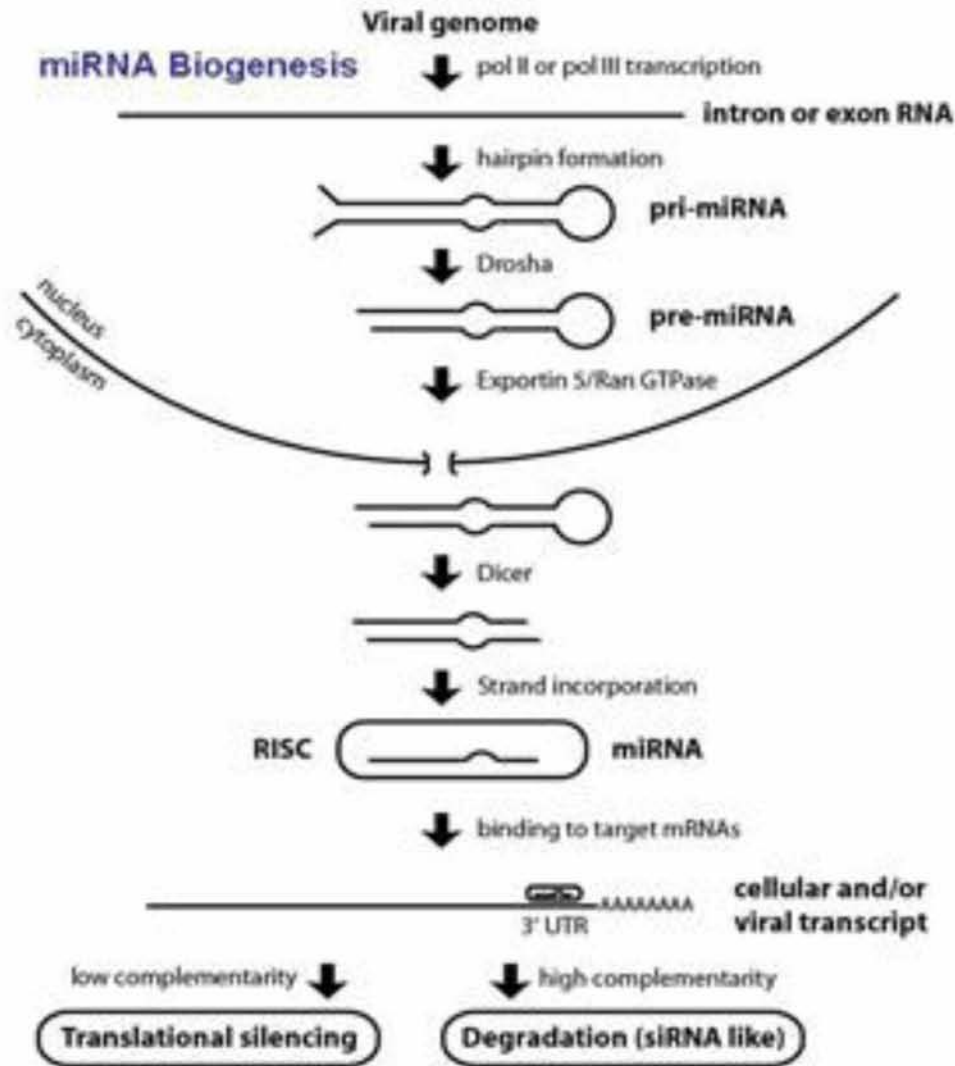 Viral genome
miRNA Biogenesis
pol II or pol III transcription
intron or exon RNA
hairpin formation
pri-miRNA
Drosha
nucleus
cytoplasm
pre-miRNA
Exportin 5/Ran GTPase
Dicer
Strand incorporation
RISC
miRNA
binding to target mRNAs
AAAAAAAA
3' UTR
cellular and/or
viral transcript
low complementarity
high complementarity
Translational silencing
Degradation (siRNA like)